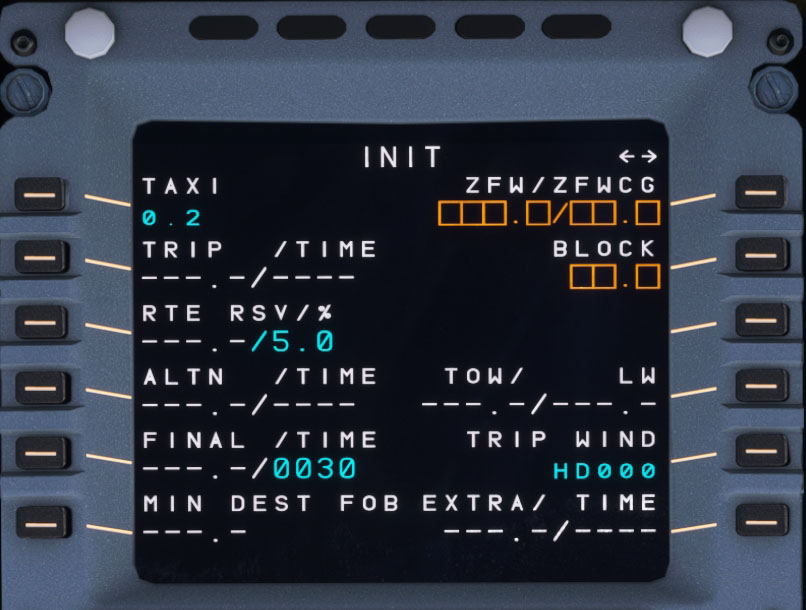 INIT ←→
TAXI ZFW/ZFWCG
0.2 □□□.□/□□.□
TRIP /TIME BLOCK
---.-/---- □□.□
RTE RSV/%
---.-/5.0
ALTN /TIME TOW/ LW
---.-/---- ---.-/---.-
FINAL /TIME TRIP WIND
---.-/0030 HD000
MIN DEST FOB EXTRA/ TIME
---.- ---.-/----